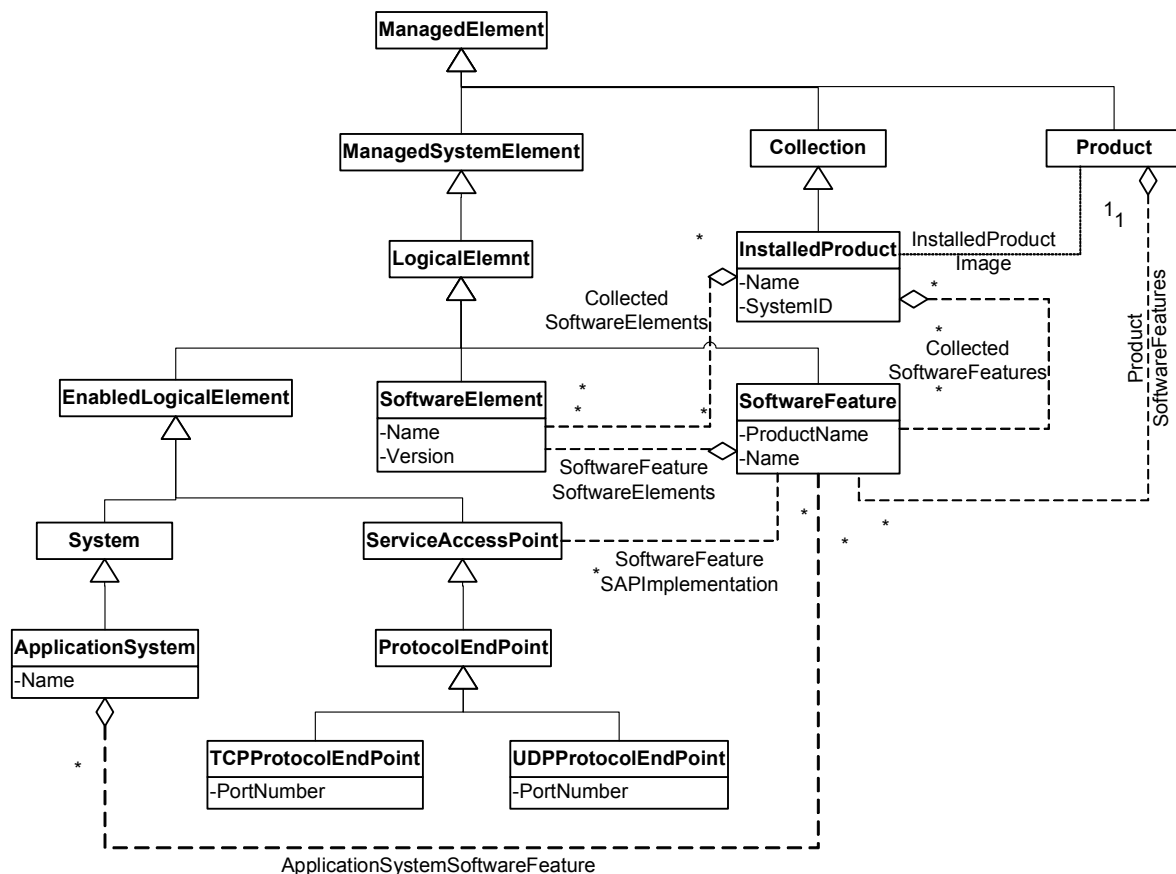 ManagedElement
ManagedSystemElement
Collection
Product
1
1
*
InstalledProduct
-Name
-SystemID
InstalledProduct
Image
LogicalElemnt
Collected
SoftwareElements
*
*
Collected
SoftwareFeatures
*
Product
SoftwareFeatures
EnabledLogicalElement
SoftwareElement
-Name
-Version
*
*
*
SoftwareFeature
-ProductName
-Name
SoftwareFeature
SoftwareElements
*
*
*
System
ServiceAccessPoint
*
SoftwareFeature
SAPImplementation
ApplicationSystem
-Name
ProtocolEndPoint
*
TCPProtocolEndPoint
-PortNumber
UDPProtocolEndPoint
-PortNumber
ApplicationSystemSoftwareFeature